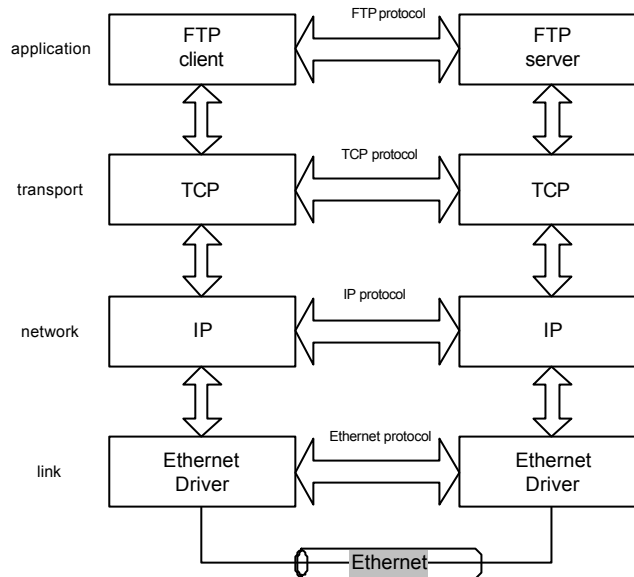 FTP protocol
application
FTP
client
FTP
server
TCP protocol
transport
TCP
TCP
IP protocol
network
IP
IP
Ethernet protocol
link
Ethernet
Driver
Ethernet
Driver
Ethernet